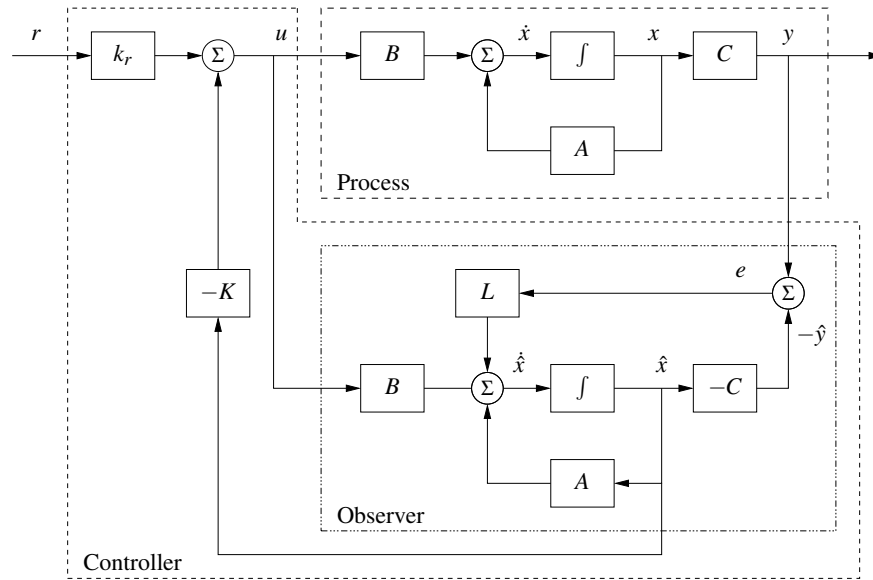 r
k_r
Σ
u
B
Σ
ẋ
∫
x
C
y
A
Process
−K
L
e
Σ
−ŷ
B
Σ
x̂̇
∫
x̂
−C
A
Observer
Controller